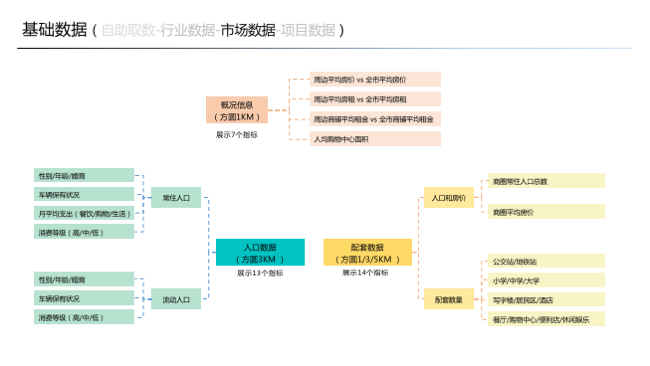 基础数据（自助取数-行业数据-市场数据-项目数据）
概况信息
（方圆1KM）
展示7个指标
周边平均房价 vs 全市平均房价
周边平均房租 vs 全市平均房租
周边商铺平均租金 vs 全市商铺平均租金
人均购物中心面积
性别/年龄/婚育
车辆保有状况
月平均支出（餐饮/购物/生活）
消费等级（高/中/低）
常住人口
性别/年龄/婚育
车辆保有状况
消费等级（高/中/低）
流动人口
人口数据
（方圆3KM ）
展示13个指标
配套数据
（方圆1/3/5KM ）
展示14个指标
人口和房价
商圈常住人口总数
商圈平均房价
配套数量
公交站/地铁站
小学/中学/大学
写字楼/居民区/酒店
餐厅/购物中心/便利店/休闲娱乐